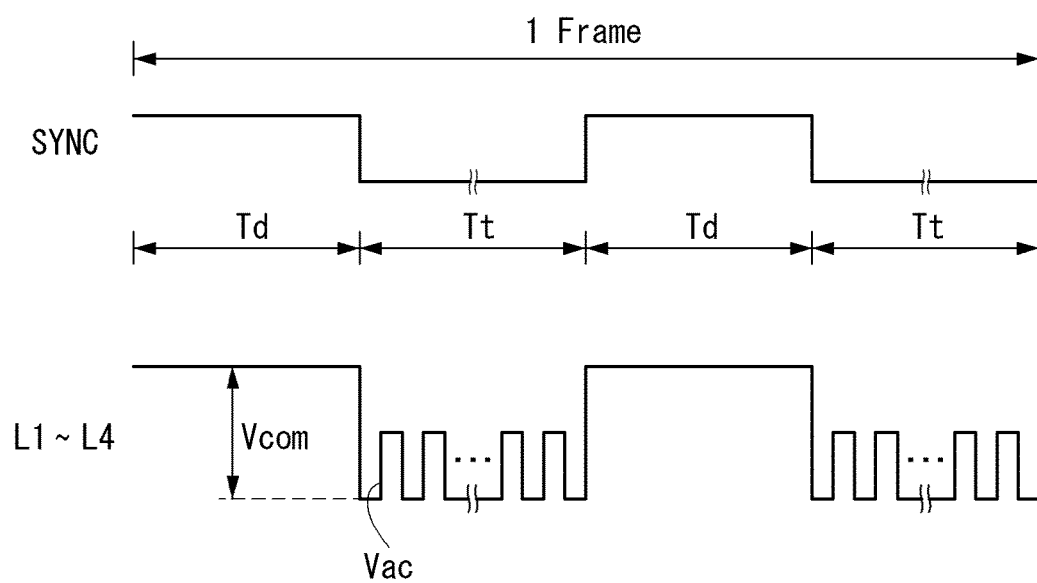 1 Frame
SYNC
Td Tt Td Tt
L1 ~ L4
Vcom
...
...
Vac